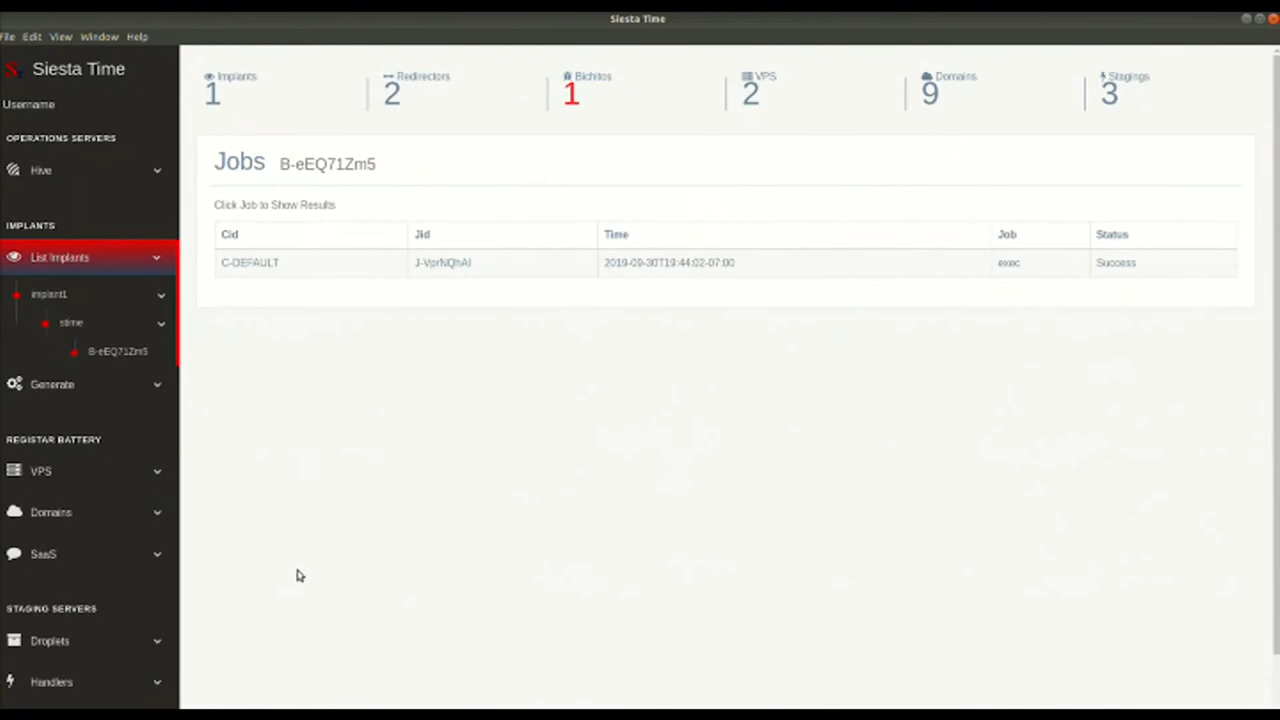 Siesta Time
File Edit View Window Help
Siesta Time
Username
OPERATIONS SERVERS
Hive
IMPLANTS
List Implants
implant1
stime
B-eEQ71Zm5
Generate
REGISTAR BATTERY
VPS
Domains
SaaS
STAGING SERVERS
Droplets
Handlers
Implants Redirectors Bichitos VPS Domains Stagings
1 2 1 2 9 3
Jobs B-eEQ71Zm5
Click Job to Show Results
Cid Jid Time Job Status
C-DEFAULT J-VprNQhAl 2019-09-30T19:44:02-07:00 exec Success